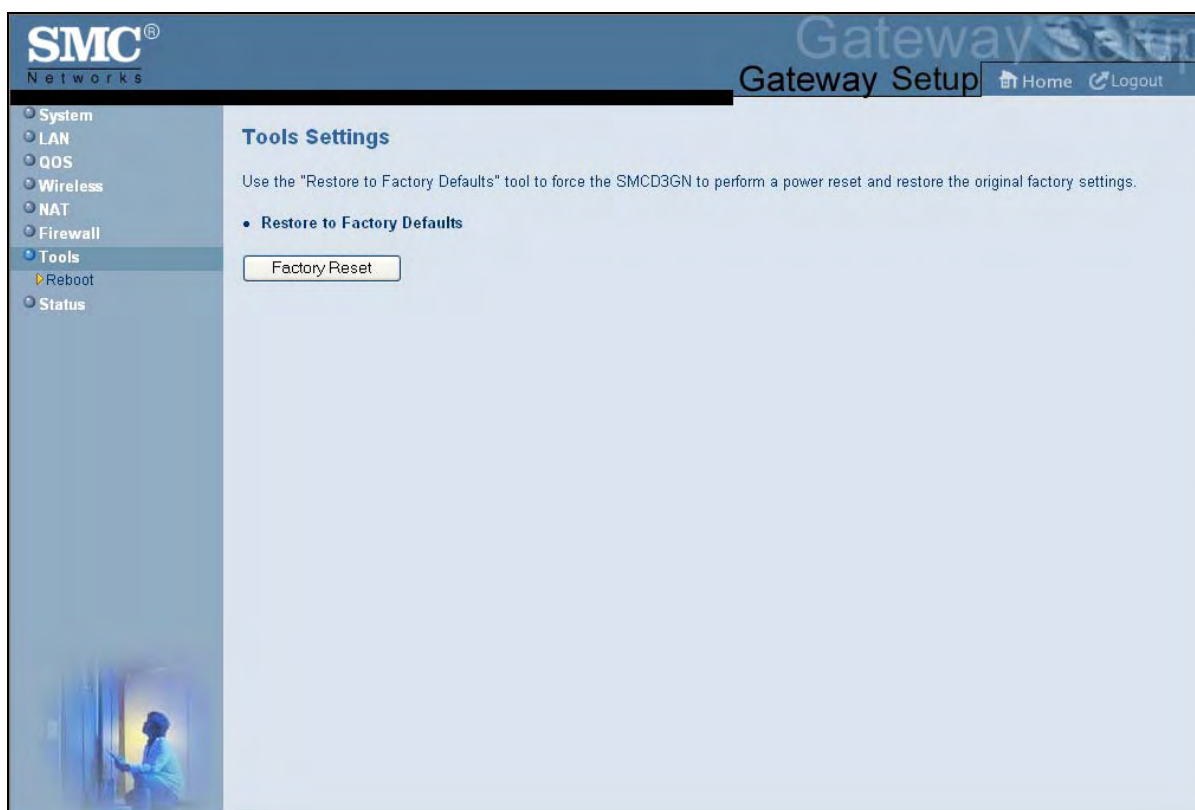 SMC®
Networks
Gateway Setup
Gateway Setup
Home
Logout
System
LAN
QOS
Wireless
NAT
Firewall
Tools
Reboot
Status
Tools Settings
Use the "Restore to Factory Defaults" tool to force the SMCD3GN to perform a power reset and restore the original factory settings.
• Restore to Factory Defaults
Factory Reset